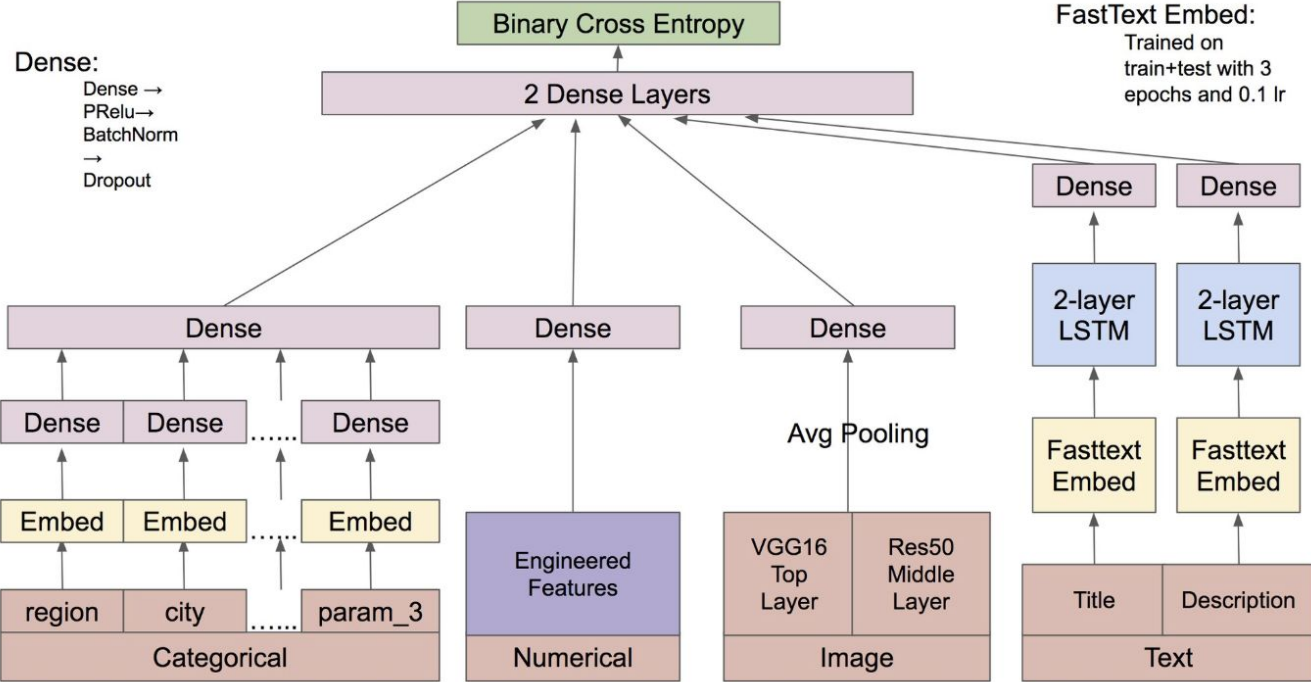 Binary Cross Entropy
FastText Embed:
Trained on
train+test with 3
epochs and 0.1 lr
Dense:
Dense →
PRelu→
BatchNorm
→
Dropout
2 Dense Layers
Dense
Dense
2-layer
LSTM
2-layer
LSTM
Dense
Dense
Dense
Dense
Dense
......
Dense
Avg Pooling
Fasttext
Embed
Fasttext
Embed
Embed
Embed
......
Embed
Engineered
Features
VGG16
Top
Layer
Res50
Middle
Layer
region
city
......
param_3
Title
Description
Categorical
Numerical
Image
Text